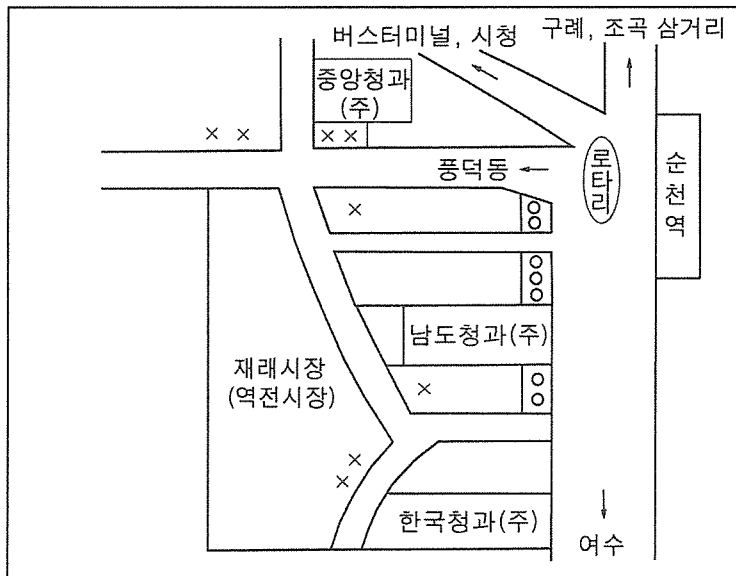 버스터미널, 시청
구례, 조곡 삼거리
중앙청과
(주)
풍덕동
로타리
순천역
남도청과(주)
재래시장
(역전시장)
한국청과(주)
여수